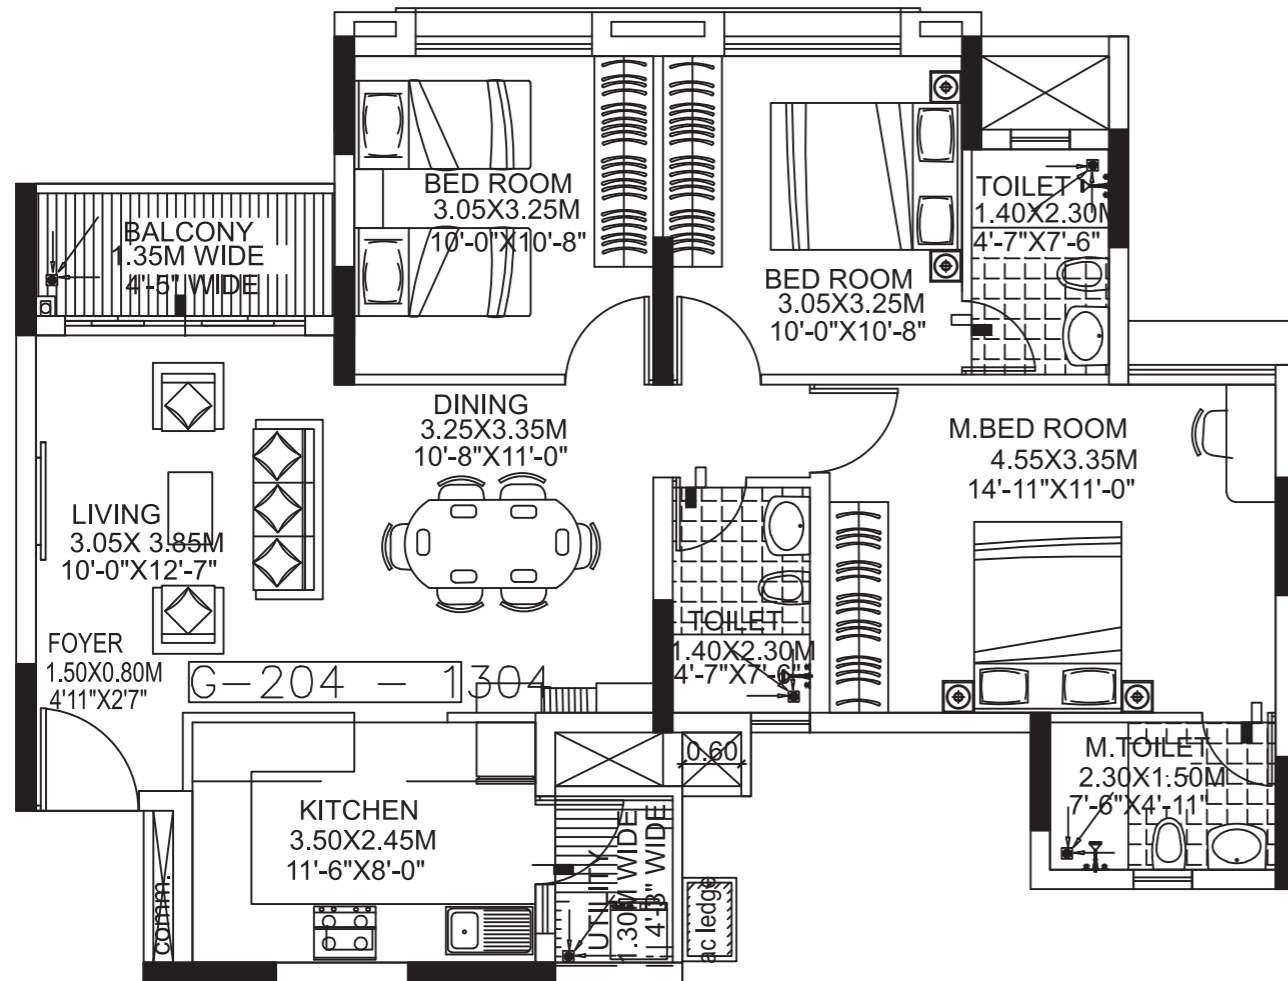 BED ROOM
3.05X3.25M
10'-0"X10'-8"
TOILET
1.40X2.30M
4'-7"X7'-6"
BALCONY
1.35M WIDE
4'-5" WIDE
BED ROOM
3.05X3.25M
10'-0"X10'-8"
DINING
3.25X3.35M
10'-8"X11'-0"
M.BED ROOM
4.55X3.35M
14'-11"X11'-0"
LIVING
3.05X 3.85M
10'-0"X12'-7"
TOILET
1.40X2.30M
4'-7"X7'-6"
FOYER
1.50X0.80M
4'11"X2'7"
G-204 - 1304
0.60
M.TOILET
2.30X1.50M
7'-6"X4'-11"
KITCHEN
3.50X2.45M
11'-6"X8'-0"
UTILITY
1.30M WIDE
4'-3" WIDE
comm.
ac ledge